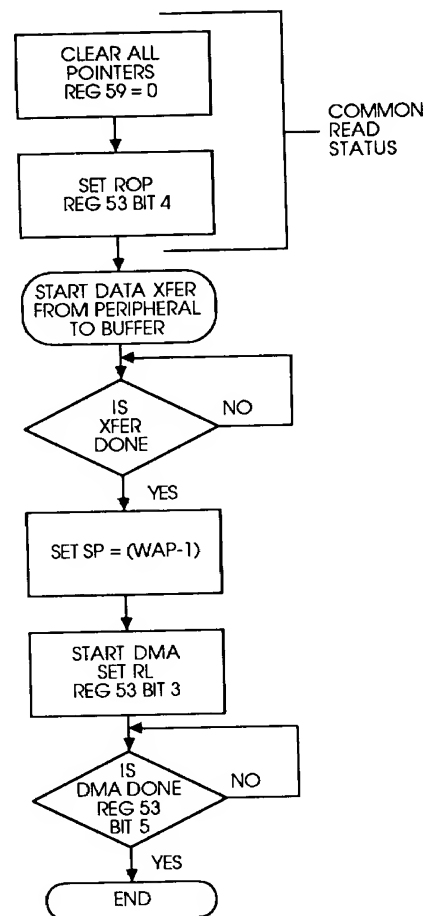 CLEAR ALL
POINTERS
REG 59 = 0
COMMON
READ
STATUS
SET ROP
REG 53 BIT 4
START DATA XFER
FROM PERIPHERAL
TO BUFFER
IS
XFER
DONE
NO
YES
SET SP = (WAP-1)
START DMA
SET RL
REG 53 BIT 3
IS
DMA DONE
REG 53
BIT 5
NO
YES
END